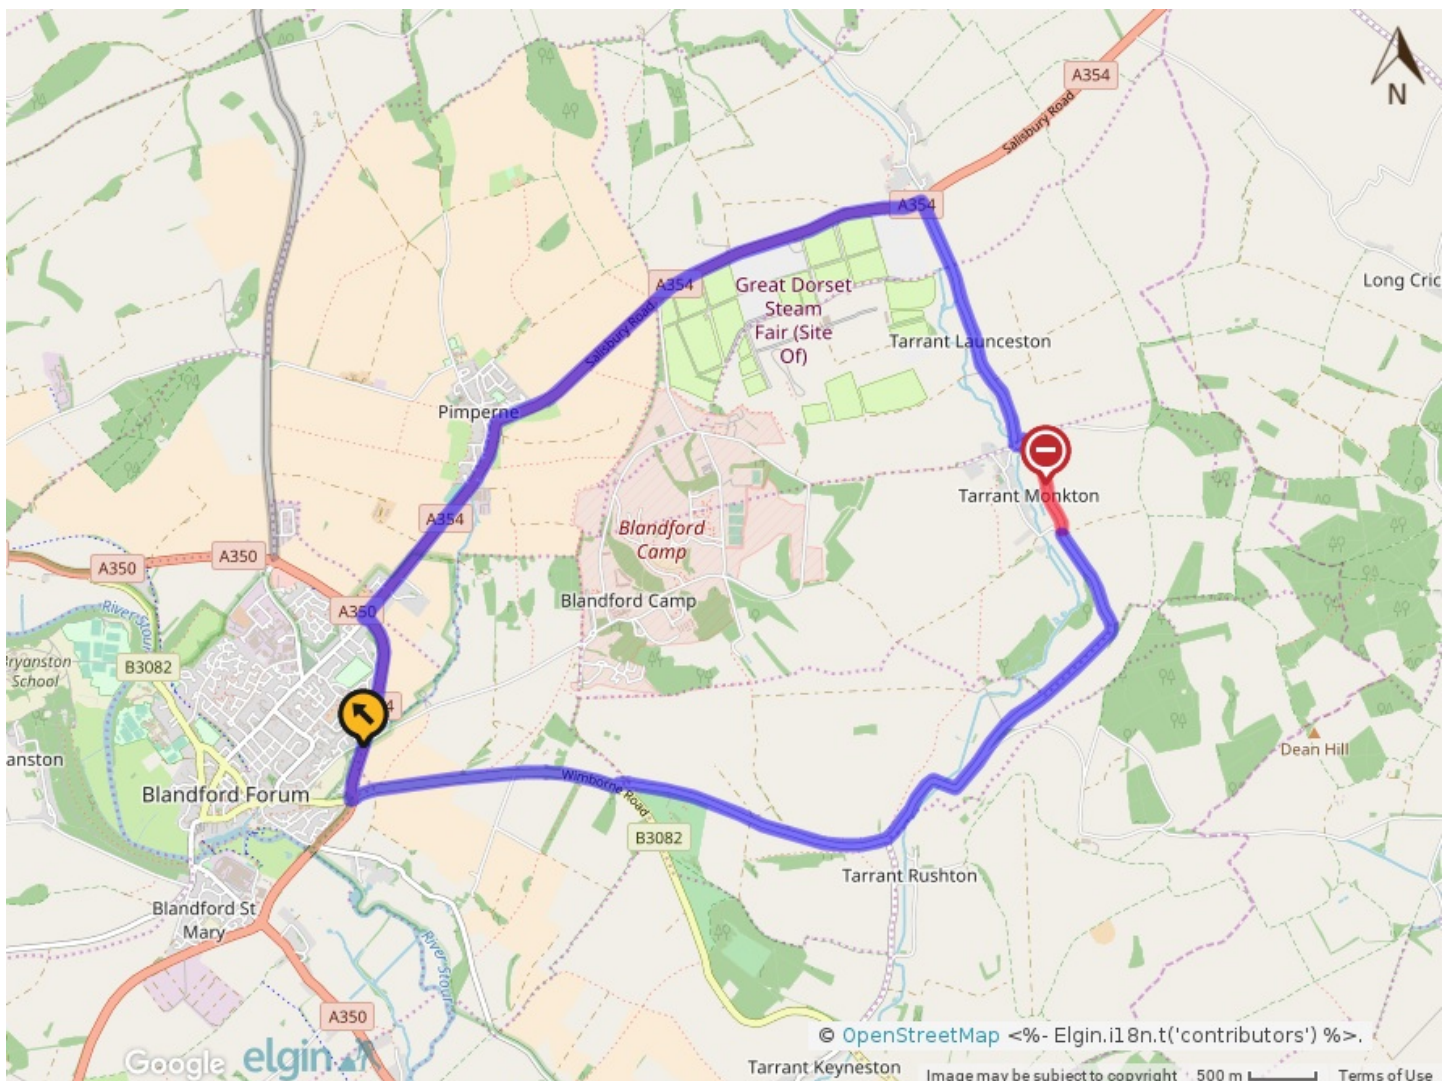 A354
Salisbury Road
N
A354
Long Cric
A354
Great Dorset
Steam
Fair (Site
Of)
Salisbury Road
Tarrant Launceston
Pimperne
Tarrant Monkton
A354
Blandford
Camp
A350
A350
River Stour
A350
Blandford Camp
B3082
Bryanston
School
4
anston
Dean Hill
Wimborne Road
Blandford Forum
B3082
Tarrant Rushton
Blandford St
Mary
River Stour
A350
© OpenStreetMap <%- Elgin.i18n.t('contributors') %>.
Google elgin
Tarrant Keyneston
Image may be subject to copyright 500 m Terms of Use